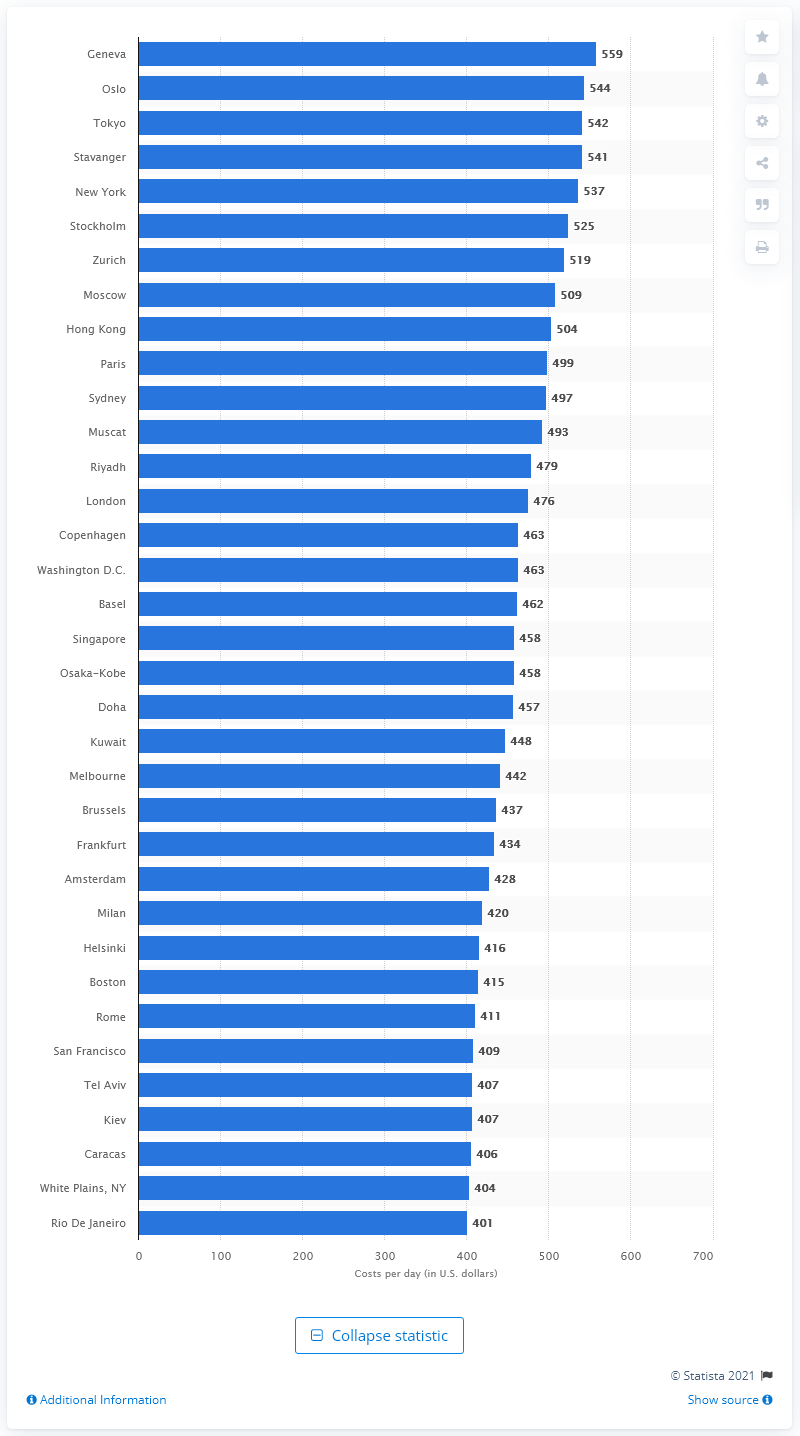 Geneva 559
Oslo 544
Tokyo 542
Stavanger 541
New York 537
Stockholm 525
Zurich 519
Moscow 509
Hong Kong 504
Paris 499
Sydney 497
Muscat 493
Riyadh 479
London 476
Copenhagen 463
Washington D.C. 463
Basel 462
Singapore 458
Osaka-Kobe 458
Doha 457
Kuwait 448
Melbourne 442
Brussels 437
Frankfurt 434
Amsterdam 428
Milan 420
Helsinki 416
Boston 415
Rome 411
San Francisco 409
Tel Aviv 407
Kiev 407
Caracas 406
White Plains, NY 404
Rio De Janeiro 401
0 100 200 300 400 500 600 700
Costs per day (in U.S. dollars)
Collapse statistic
© Statista 2021
Additional Information Show source